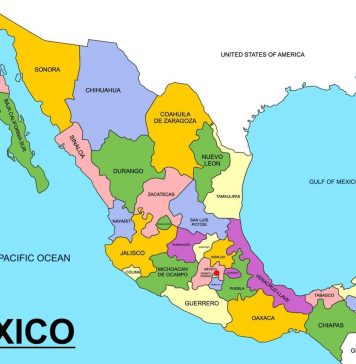 UNITED STATES OF AMERICA
SONORA
CHIHUAHUA
BAJA CALIFORNIA SUR
COAHUILA
DE ZARAGOZA
SINALOA
NUEVO
LEON
DURANGO
GULF OF MEXICO
ZACATECAS
TAMAULIPAS
NAYARIT
SAN LUIS
POTOSI
JALISCO
HIDALGO
PACIFIC OCEAN
COLIMA
MICHOACAN
DE OCAMPO
MEXICO
PUEBLA
VERACRUZ-LLAVE
TABASCO
GUERRERO
OAXACA
CHIAPAS
XICO